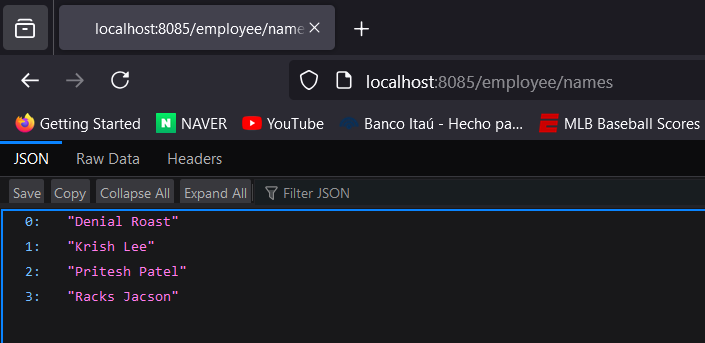 localhost:8085/employee/name
localhost:8085/employee/names
Getting Started NAVER YouTube Banco Itaú - Hecho pa... MLB Baseball Scores
JSON Raw Data Headers
Save Copy Collapse All Expand All Filter JSON
0: "Denial Roast"
1: "Krish Lee"
2: "Pritesh Patel"
3: "Racks Jacson"